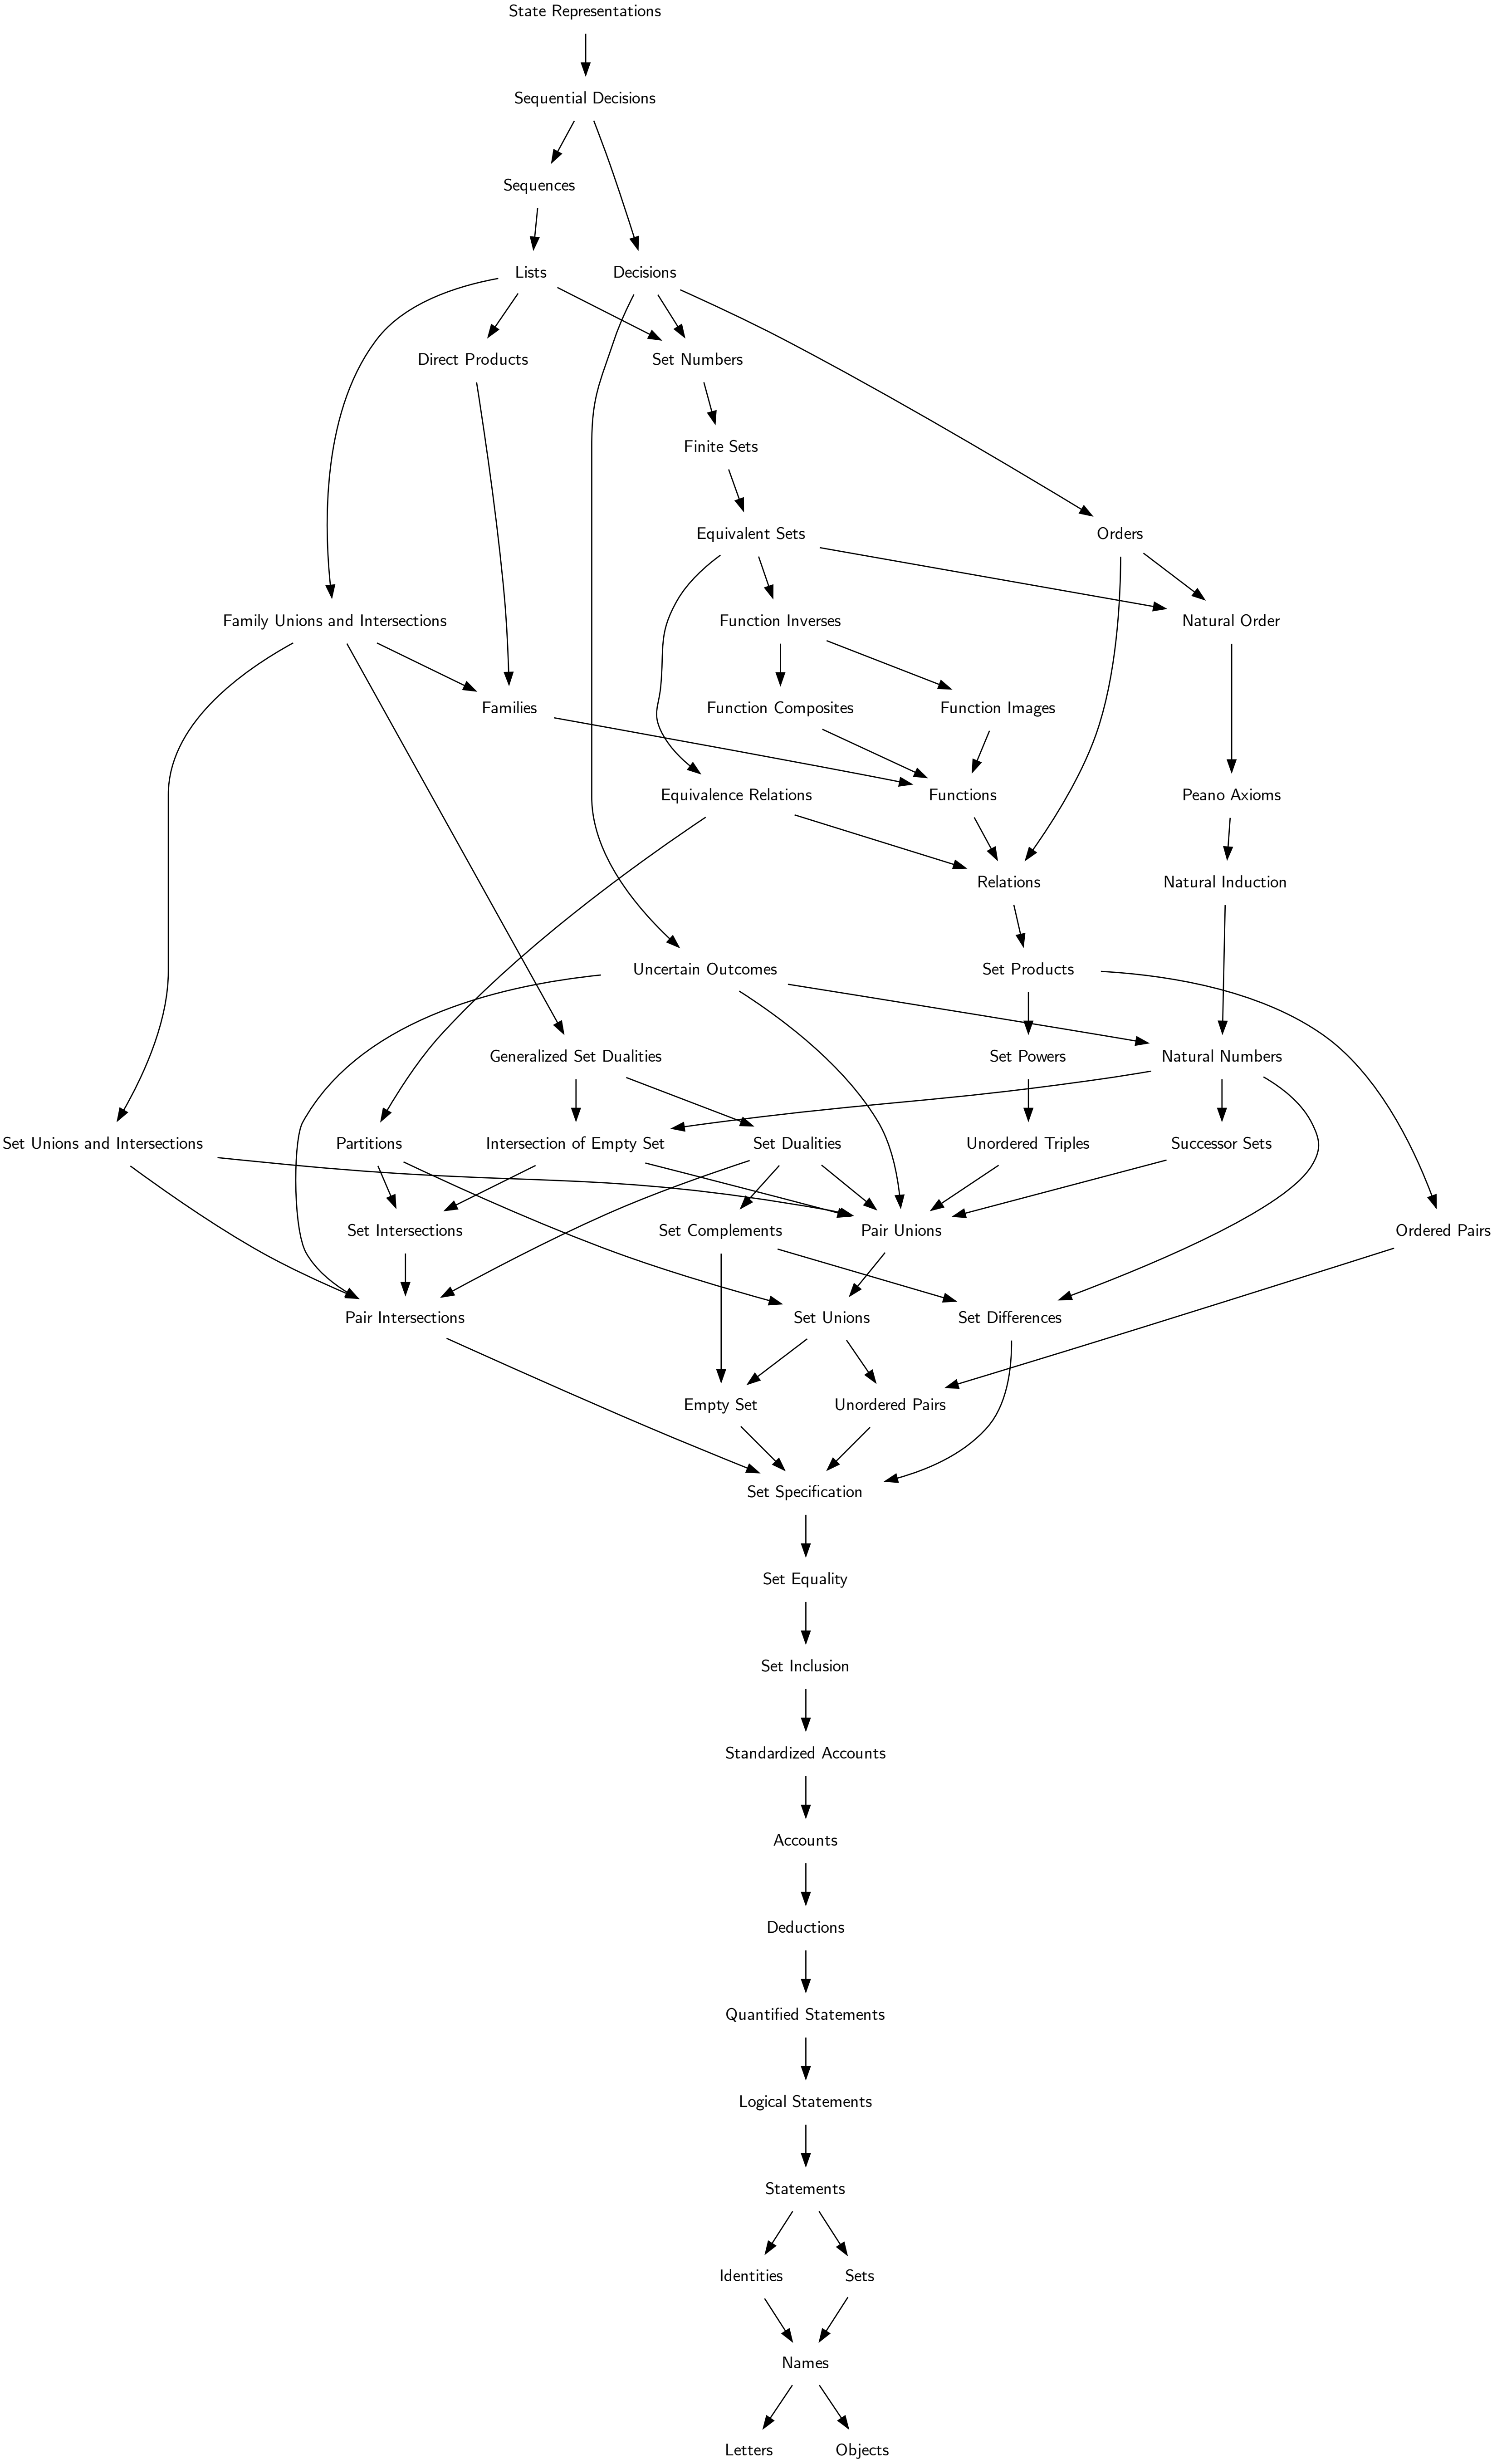 State Representations
Sequential Decisions
Sequences
Lists
Decisions
Direct Products
Set Numbers
Finite Sets
Equivalent Sets
Orders
Family Unions and Intersections
Function Inverses
Natural Order
Families
Function Composites
Function Images
Equivalence Relations
Functions
Peano Axioms
Relations
Natural Induction
Uncertain Outcomes
Set Products
Generalized Set Dualities
Set Powers
Natural Numbers
Set Unions and Intersections
Partitions
Intersection of Empty Set
Set Dualities
Unordered Triples
Successor Sets
Set Intersections
Set Complements
Pair Unions
Ordered Pairs
Pair Intersections
Set Unions
Set Differences
Empty Set
Unordered Pairs
Set Specification
Set Equality
Set Inclusion
Standardized Accounts
Accounts
Deductions
Quantified Statements
Logical Statements
Statements
Identities
Sets
Names
Letters
Objects